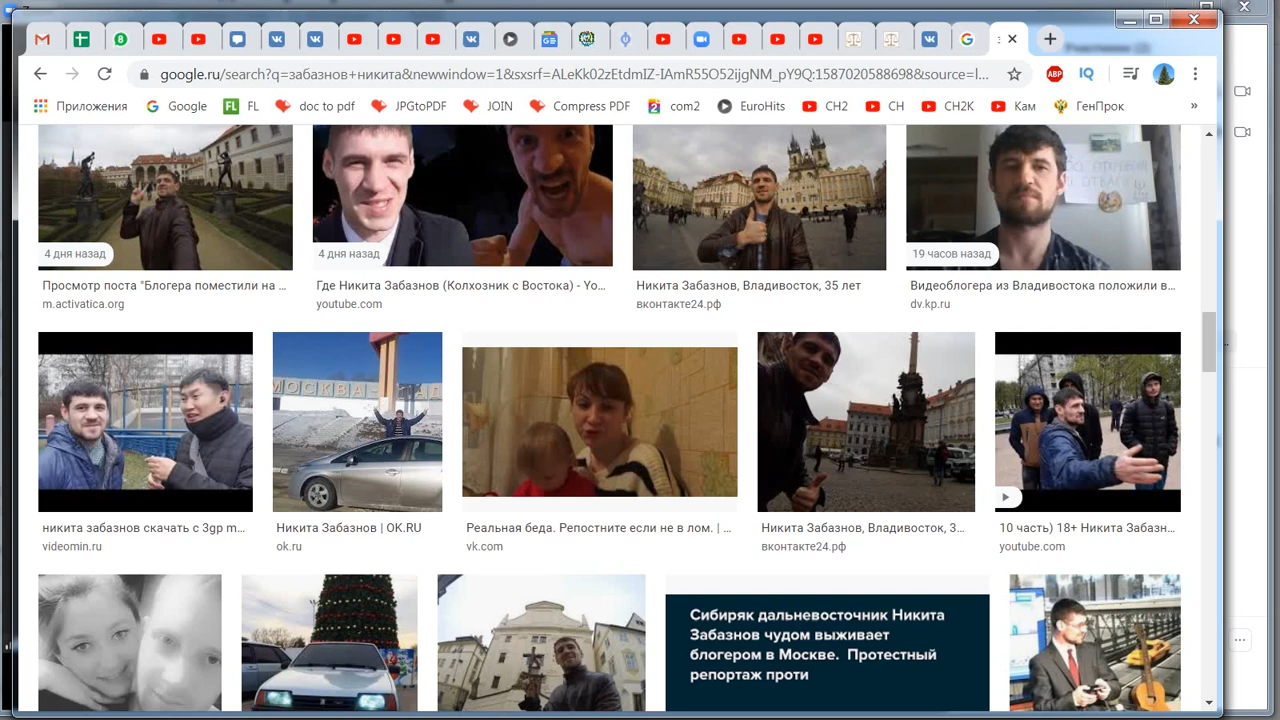 google.ru/search?q=забазнов+никита&newwindow=1&sxsrf=ALeKk02zEtdmIZ-IAmR55O52ijgNM_pi9Q:1587020588698&source=l...
ABP
IQ
Приложения
Google
FL
FL
doc to pdf
JPGtoPDF
JOIN
Compress PDF
com2
EuroHits
CH2
CH
CH2K
Кам
ГенПрок
»
4 дня назад
4 дня назад
19 часов назад
Просмотр поста "Блогера поместили на ...
m.activatica.org
Где Никита Забазнов (Колхозник с Востока) - Yo...
youtube.com
Никита Забазнов, Владивосток, 35 лет
вконтакте24.рф
Видеоблогера из Владивостока положили в...
dv.kp.ru
МОСКВА
никита забазнов скачать с 3gp m...
videomin.ru
Никита Забазнов | OK.RU
ok.ru
Реальная беда. Репостните если не в лом. | ...
vk.com
Никита Забазнов, Владивосток, 3...
вконтакте24.рф
10 часть) 18+ Никита Забазн...
youtube.com
Сибиряк дальневосточник Никита
Забазнов чудом выживает
блогером в Москве. Протестный
репортаж проти